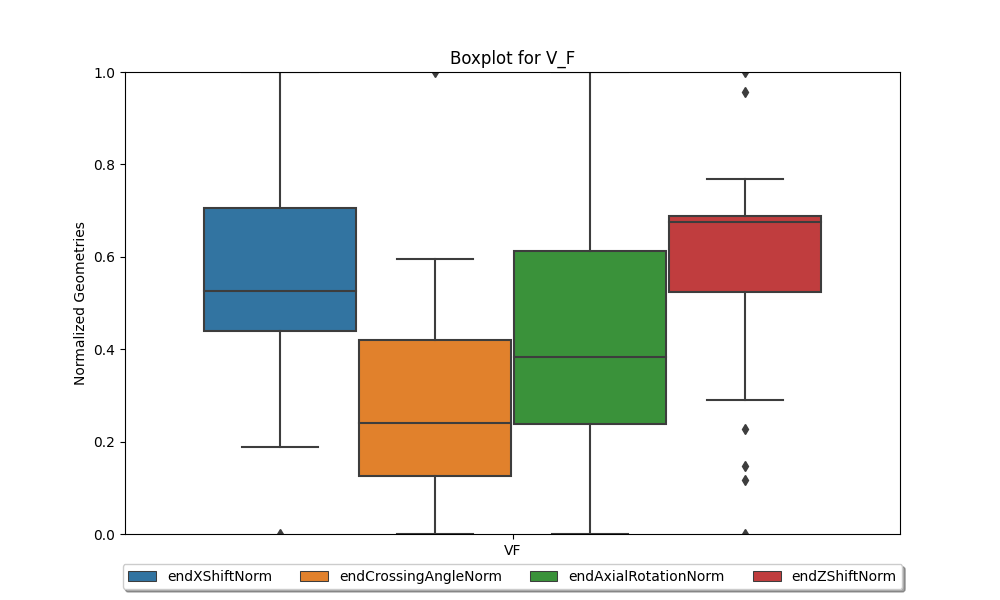 Boxplot for V_F
1.0
0.8
0.6
0.4
0.2
0.0
Normalized Geometries
VF
endXShiftNorm endCrossingAngleNorm endAxialRotationNorm endZShiftNorm